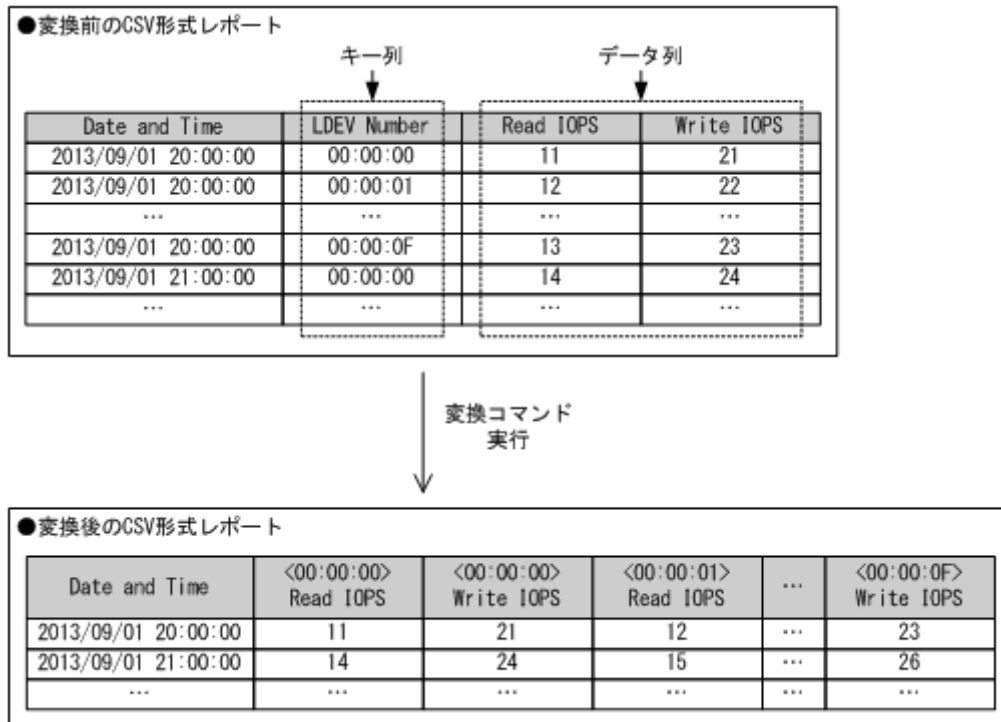 ●変換前のCSV形式レポート
キー列 データ列
Date and Time LDEV Number Read IOPS Write IOPS
2013/09/01 20:00:00 00:00:00 11 21
2013/09/01 20:00:00 00:00:01 12 22
… … … …
2013/09/01 20:00:00 00:00:0F 13 23
2013/09/01 21:00:00 00:00:00 14 24
… … … …
変換コマンド
実行
●変換後のCSV形式レポート
Date and Time <00:00:00> Read IOPS <00:00:00> Write IOPS <00:00:01> Read IOPS … <00:00:0F> Write IOPS
2013/09/01 20:00:00 11 21 12 … 23
2013/09/01 21:00:00 14 24 15 … 26
… … … … … …